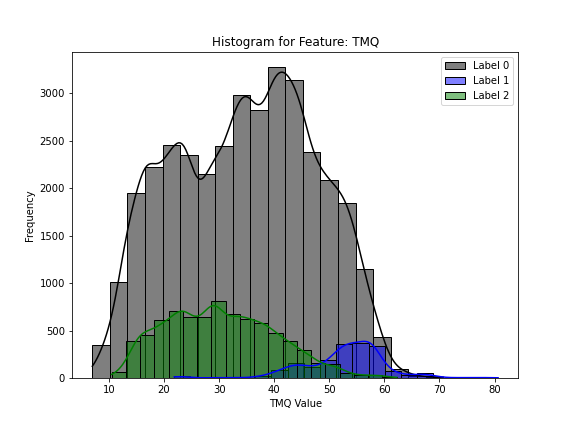 Histogram for Feature: TMQ
Label 0
Label 1
Label 2
Frequency
3000
2500
2000
1500
1000
500
0
10 20 30 40 50 60 70 80
TMQ Value